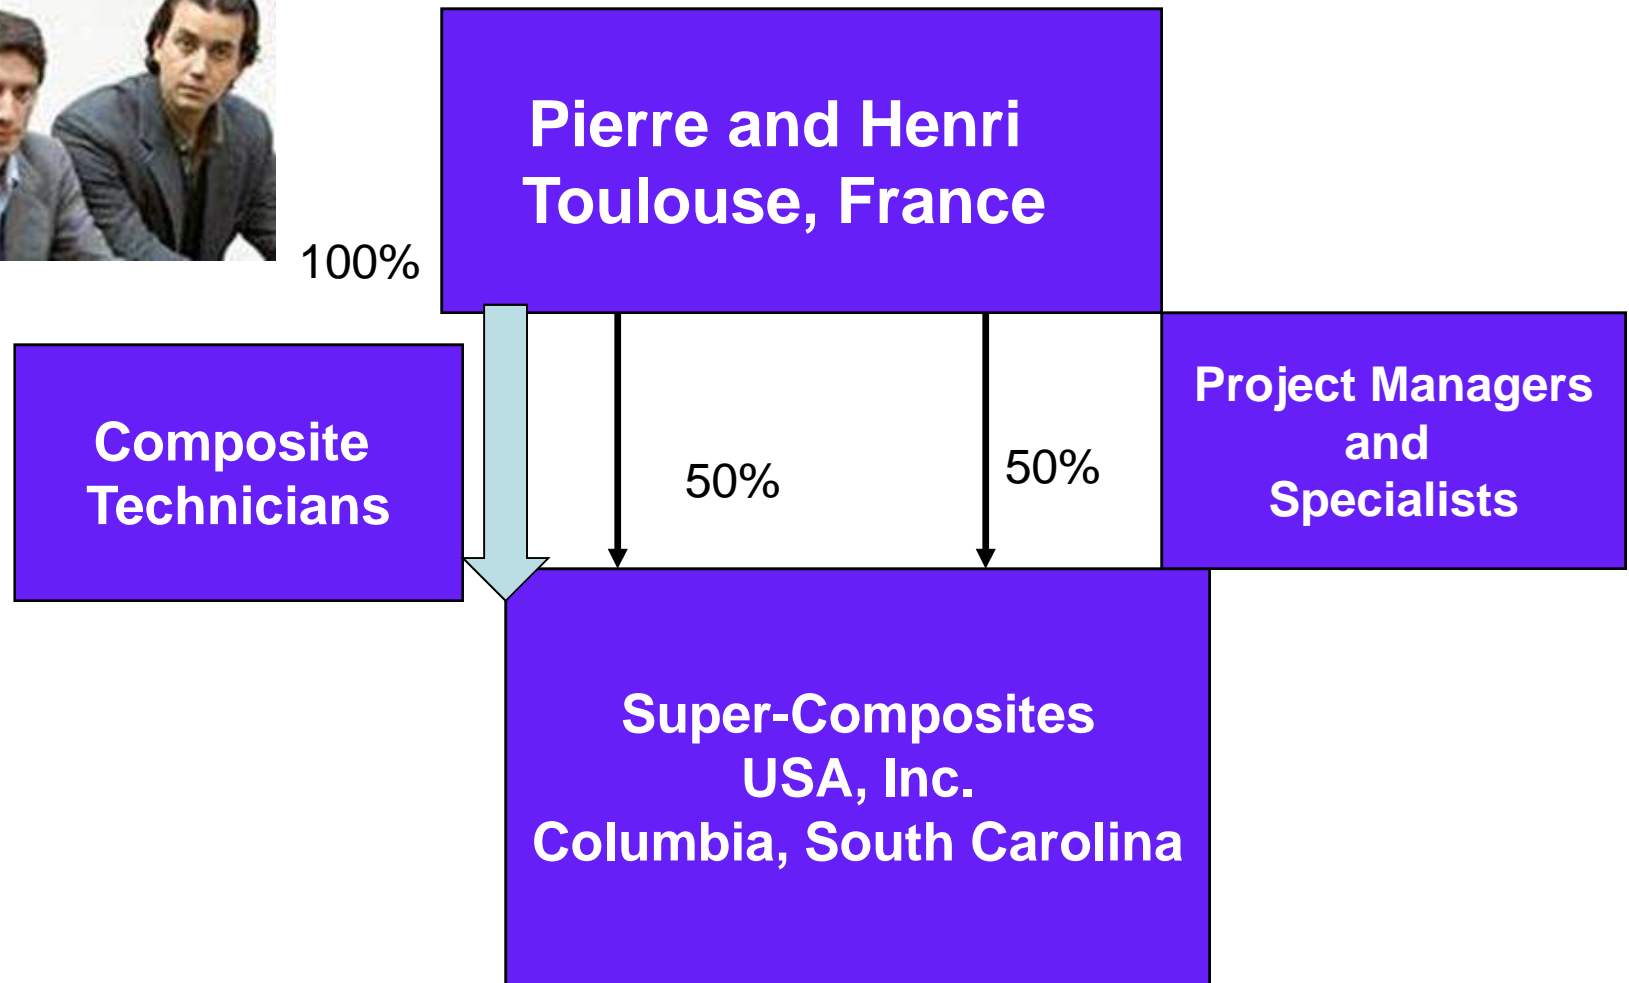 Pierre and Henri
Toulouse, France
100%
Composite
Technicians
50%
50%
Project Managers
and
Specialists
Super-Composites
USA, Inc.
Columbia, South Carolina